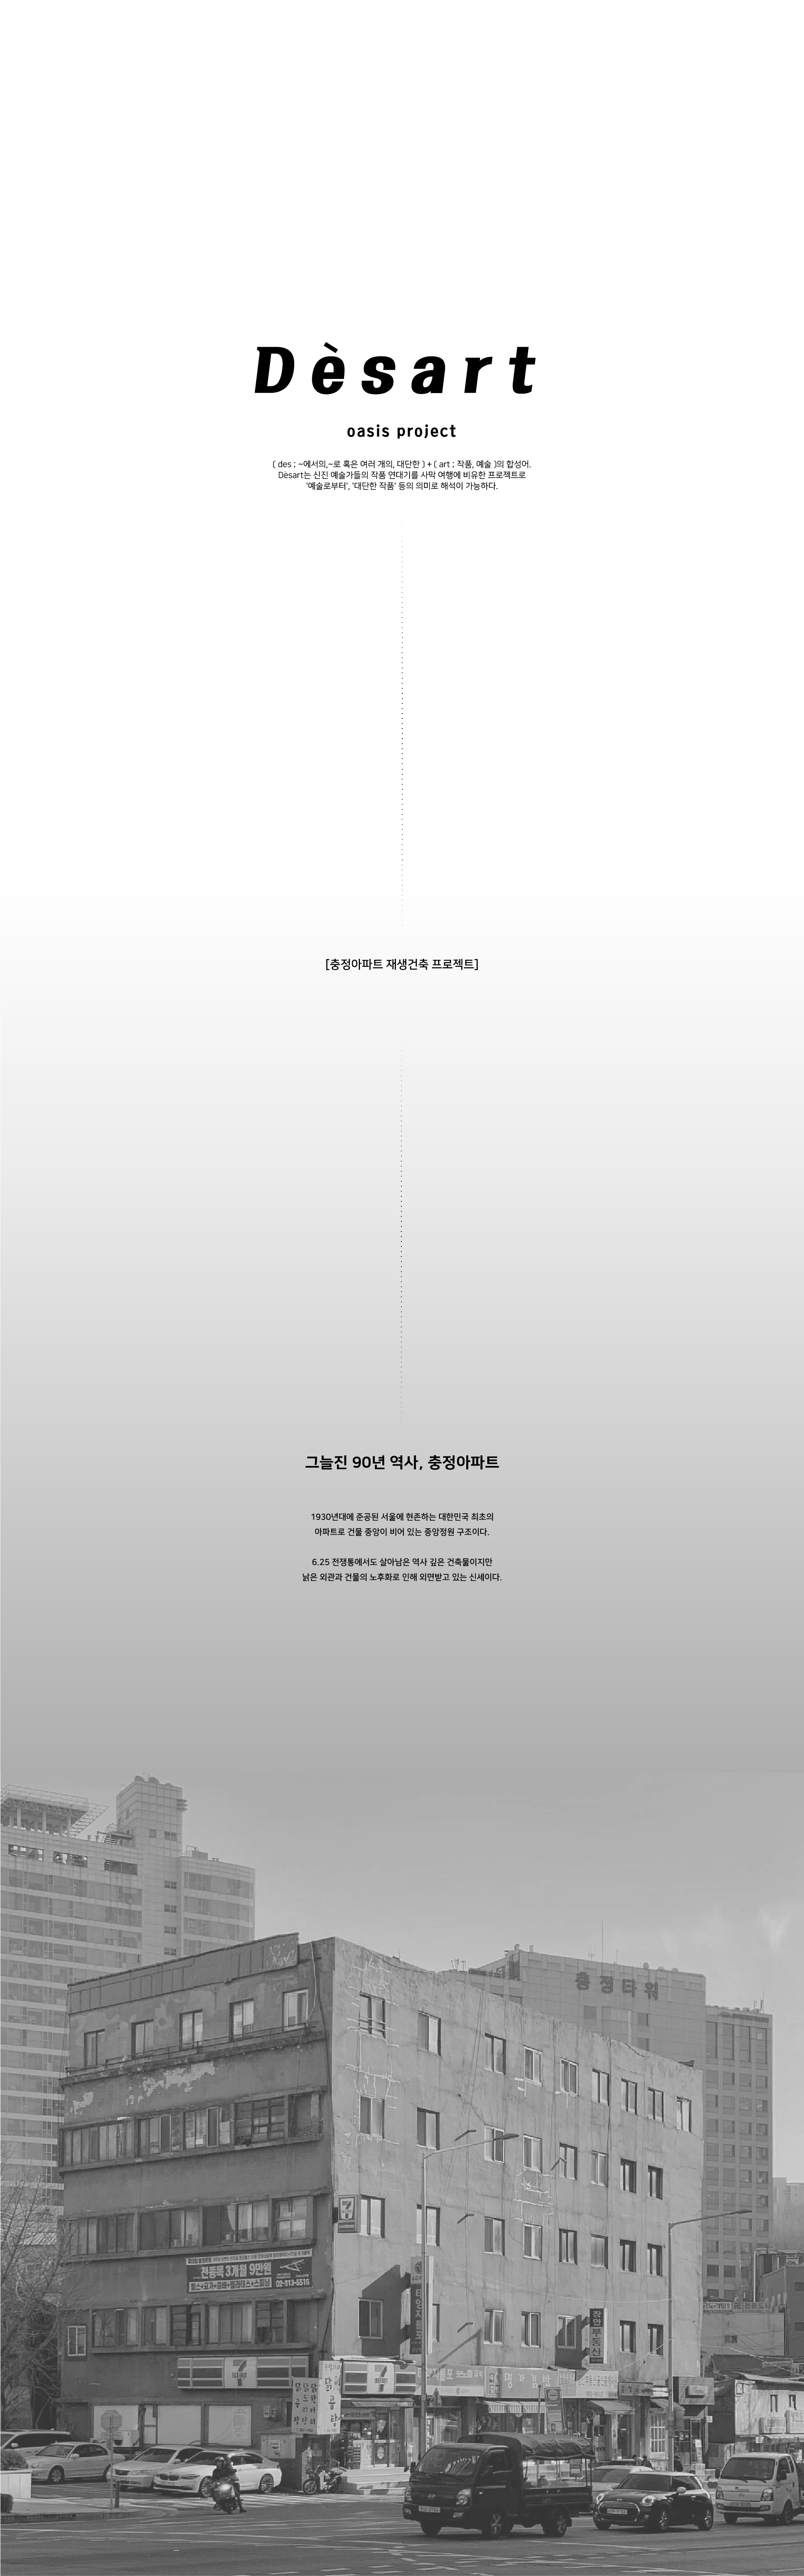 Dèsart
oasis project
( des ; ~에서의,~로 혹은 여러 개의, 대단한 ) + ( art ; 작품, 예술 )의 합성어.
Dèsart는 신진 예술가들의 작품 연대기를 사막 여행에 비유한 프로젝트로
'예술로부터', '대단한 작품' 등의 의미로 해석이 가능하다.
[충정아파트 재생건축 프로젝트]
그늘진 90년 역사, 충정아파트
1930년대에 준공된 서울에 현존하는 대한민국 최초의
아파트로 건물 중앙이 비어 있는 중앙정원 구조이다.
6.25 전쟁통에서도 살아남은 역사 깊은 건축물이지만
낡은 외관과 건물의 노후화로 인해 외면받고 있는 신세이다.
충정타워
7
전종목 3개월 9만원
02-313-5515
장안부동산
7
7
닭곰탕